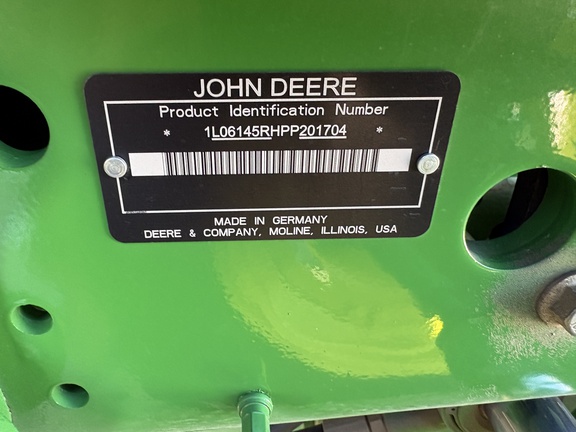 JOHN DEERE
Product Identification Number
* 1L06145RHPP201704 *
MADE IN GERMANY
DEERE & COMPANY, MOLINE, ILLINOIS, USA